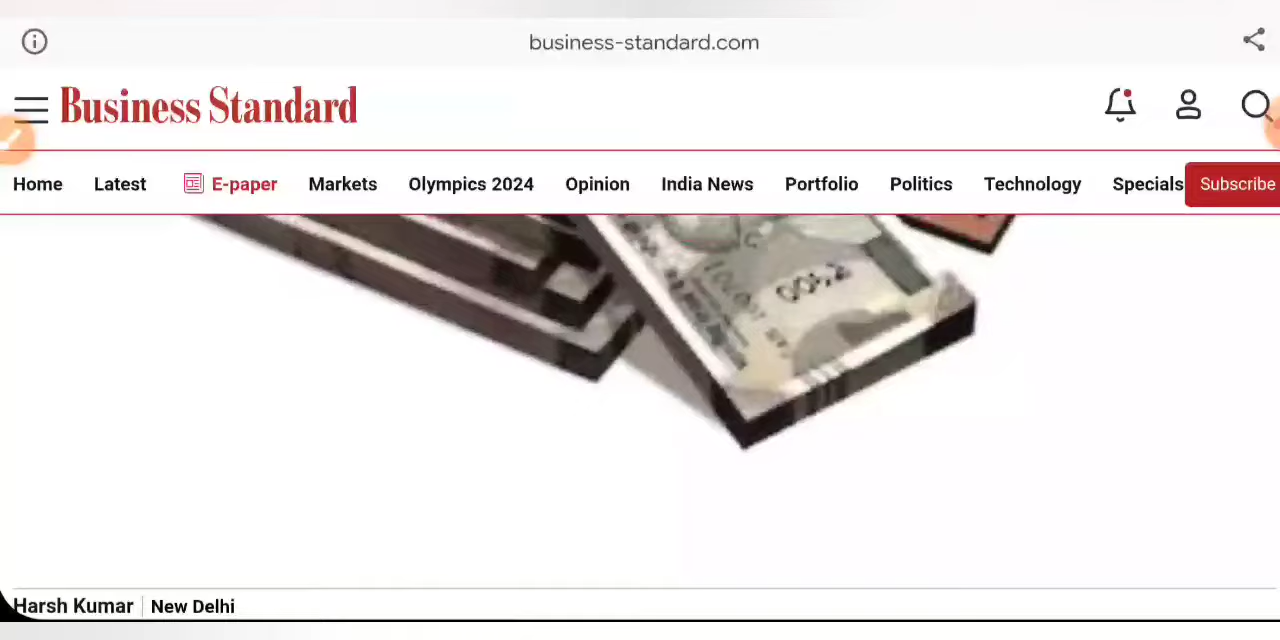 business-standard.com
Business Standard
Home Latest E-paper Markets Olympics 2024 Opinion India News Portfolio Politics Technology Specials Subscribe
Harsh Kumar New Delhi